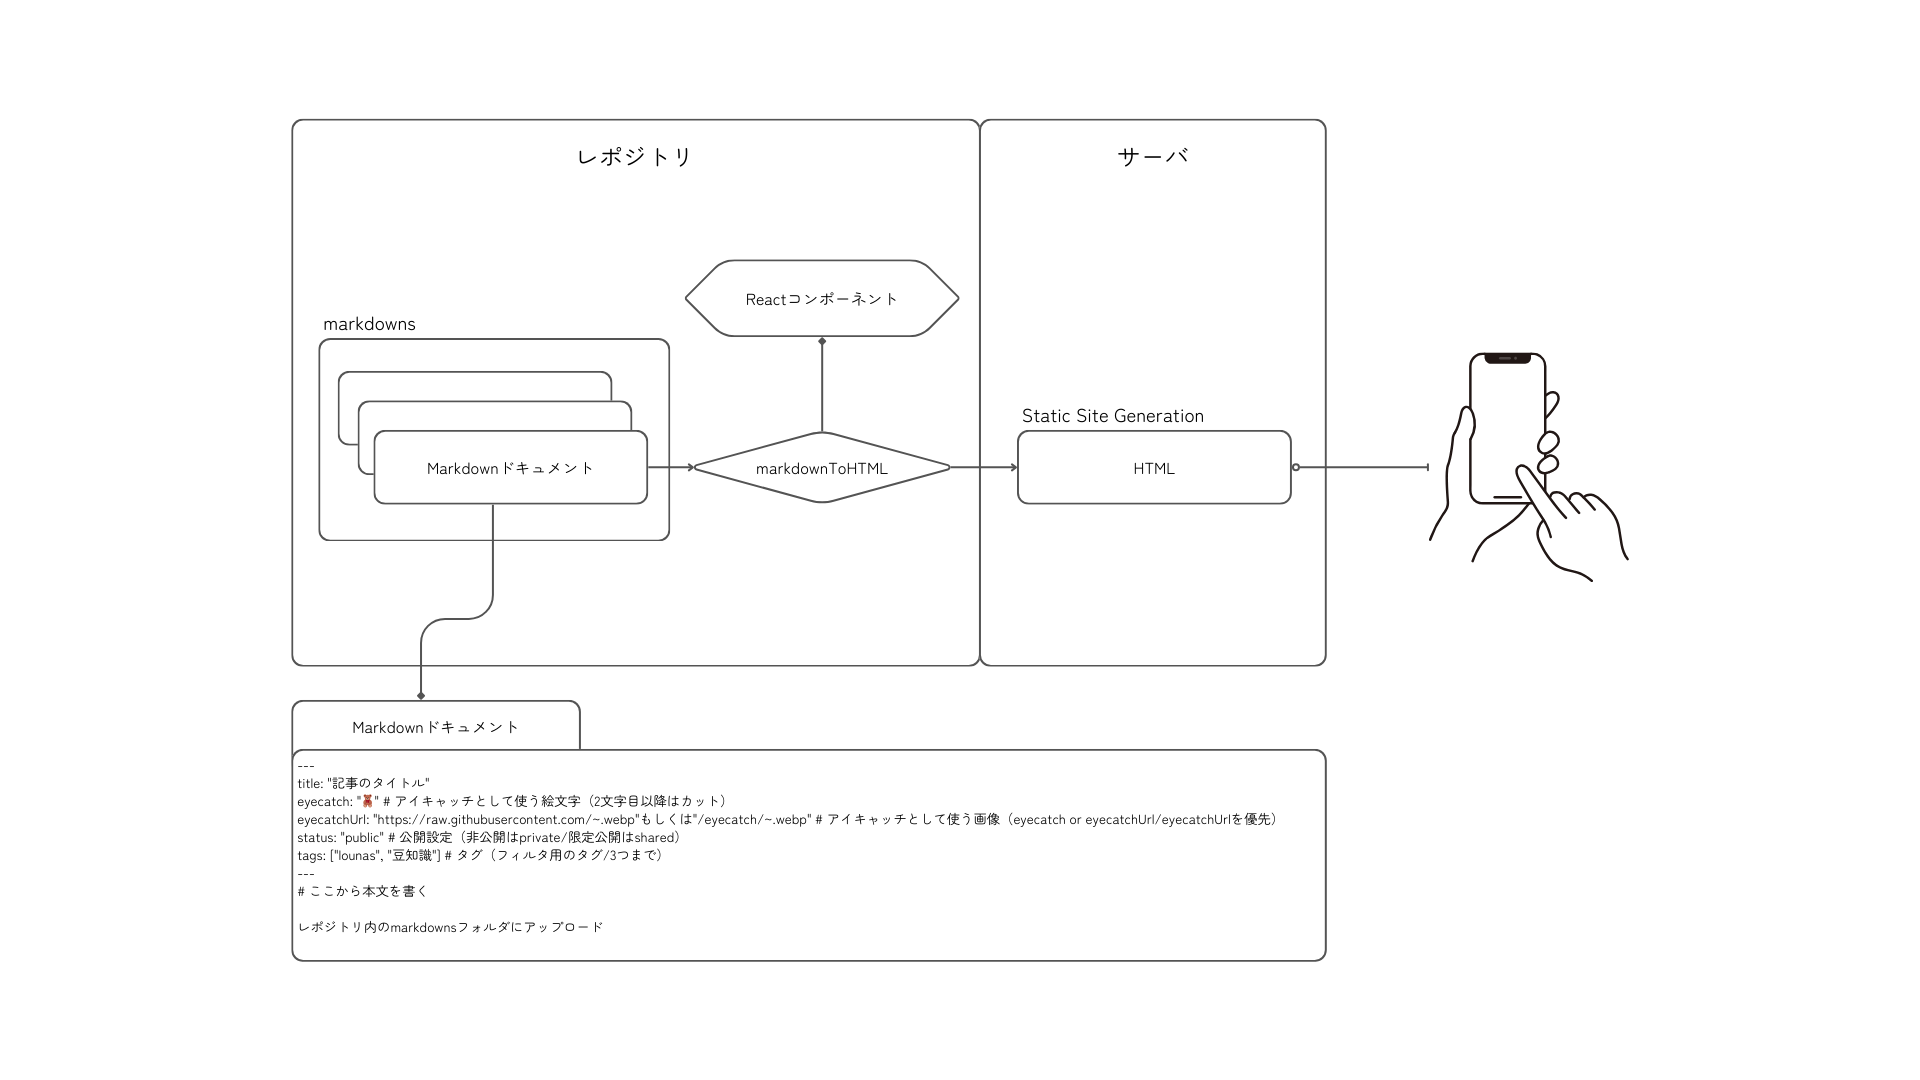 レポジトリ
サーバ
Reactコンポーネント
markdowns
Markdownドキュメント
markdownToHTML
Static Site Generation
HTML
Markdownドキュメント
---
title: "記事のタイトル"
eyecatch: "🧸" # アイキャッチとして使う絵文字（2文字目以降はカット）
eyecatchUrl: "https://raw.githubusercontent.com/~.webp"もしくは"/eyecatch/~.webp" # アイキャッチとして使う画像（eyecatch or eyecatchUrl/eyecatchUrlを優先）
status: "public" # 公開設定（非公開はprivate/限定公開はshared）
tags: ["lounas", "豆知識"] # タグ（フィルタ用のタグ/3つまで）
---
# ここから本文を書く
レポジトリ内のmarkdownsフォルダにアップロード